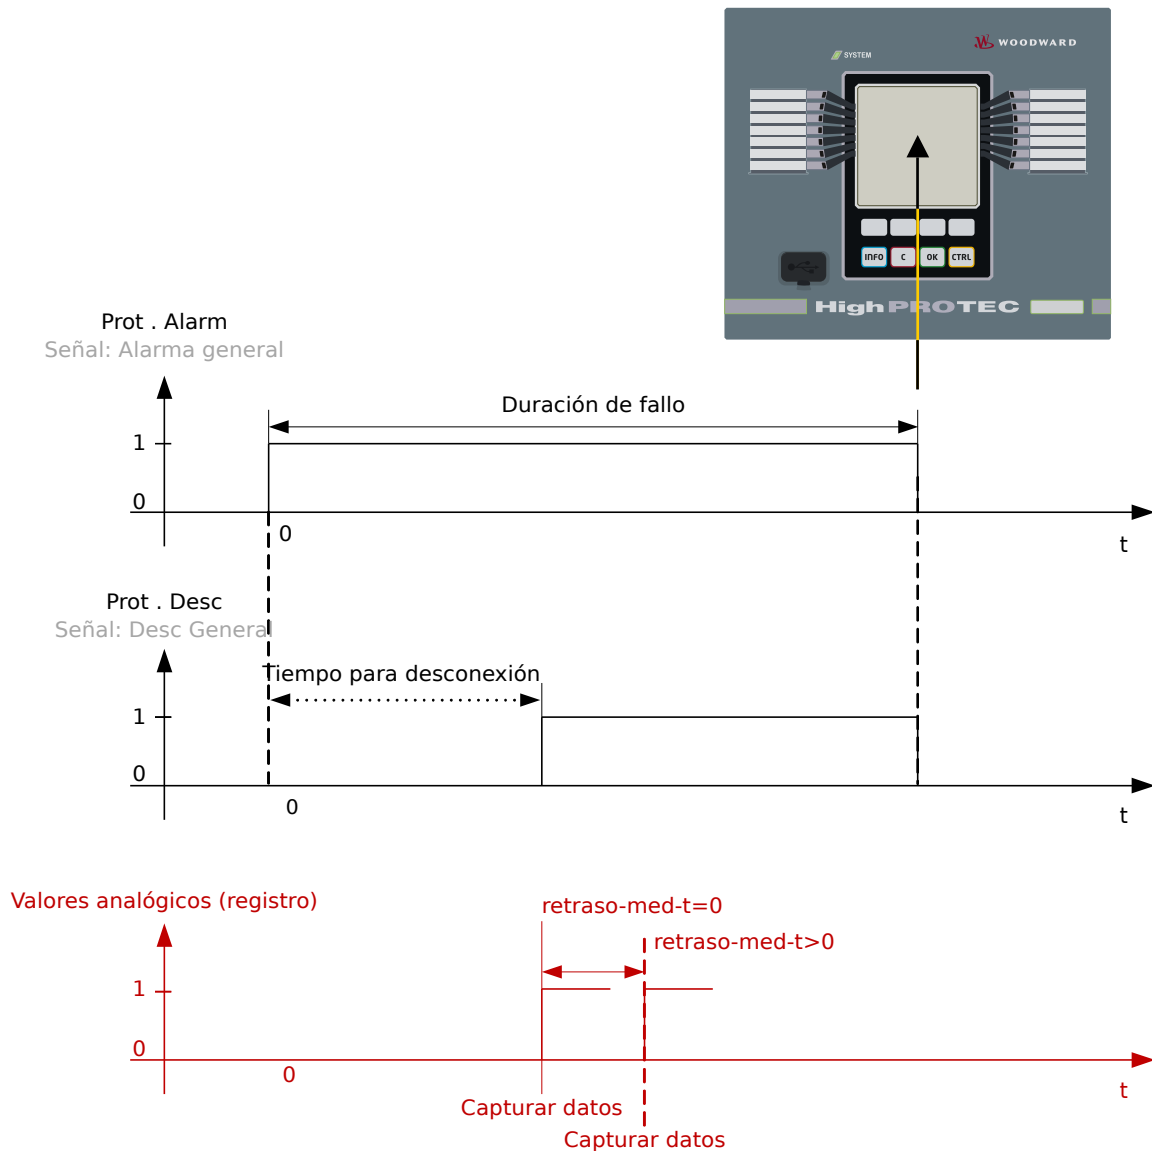 WOODWARD
SYSTEM
INFO C OK CTRL
HighPROTEC
Prot . Alarm
Señal: Alarma general
Duración de fallo
1
0
0
t
Prot . Desc
Señal: Desc General
Tiempo para desconexión
1
0
0
t
Valores analógicos (registro)
retraso-med-t=0
retraso-med-t>0
1
0
0
t
Capturar datos
Capturar datos